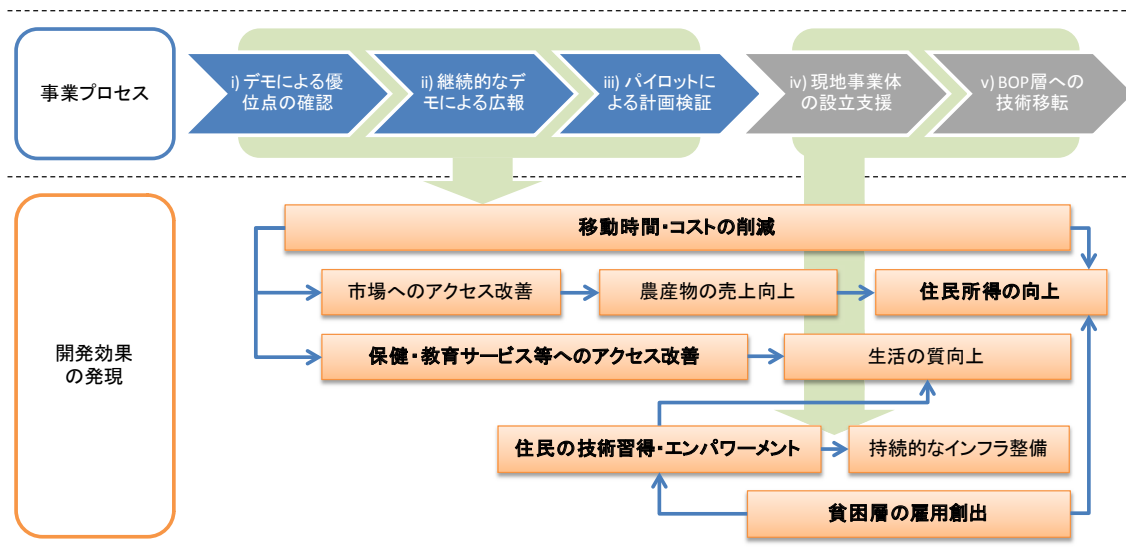 事業プロセス
i) デモによる優
位点の確認
ii) 継続的なデ
モによる広報
iii) パイロットに
よる計画検証
iv) 現地事業体
の設立支援
v) BOP層への
技術移転
開発効果
の発現
移動時間・コストの削減
市場へのアクセス改善
農産物の売上向上
住民所得の向上
保健・教育サービス等へのアクセス改善
生活の質向上
住民の技術習得・エンパワーメント
持続的なインフラ整備
貧困層の雇用創出